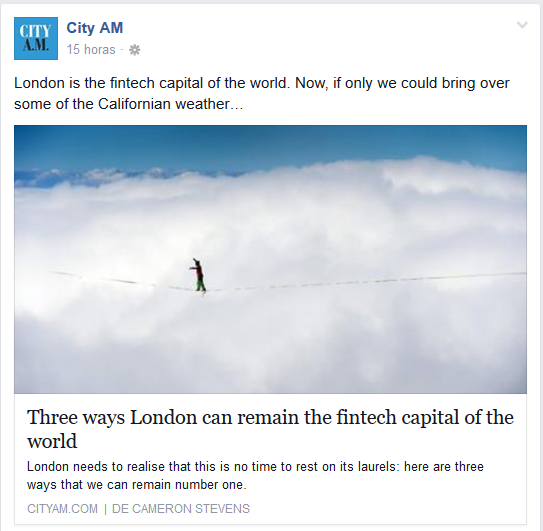 CITY
A.M.
City AM
15 horas ·
London is the fintech capital of the world. Now, if only we could bring over
some of the Californian weather…
Three ways London can remain the fintech capital of the
world
London needs to realise that this is no time to rest on its laurels: here are three
ways that we can remain number one.
CITYAM.COM | DE CAMERON STEVENS